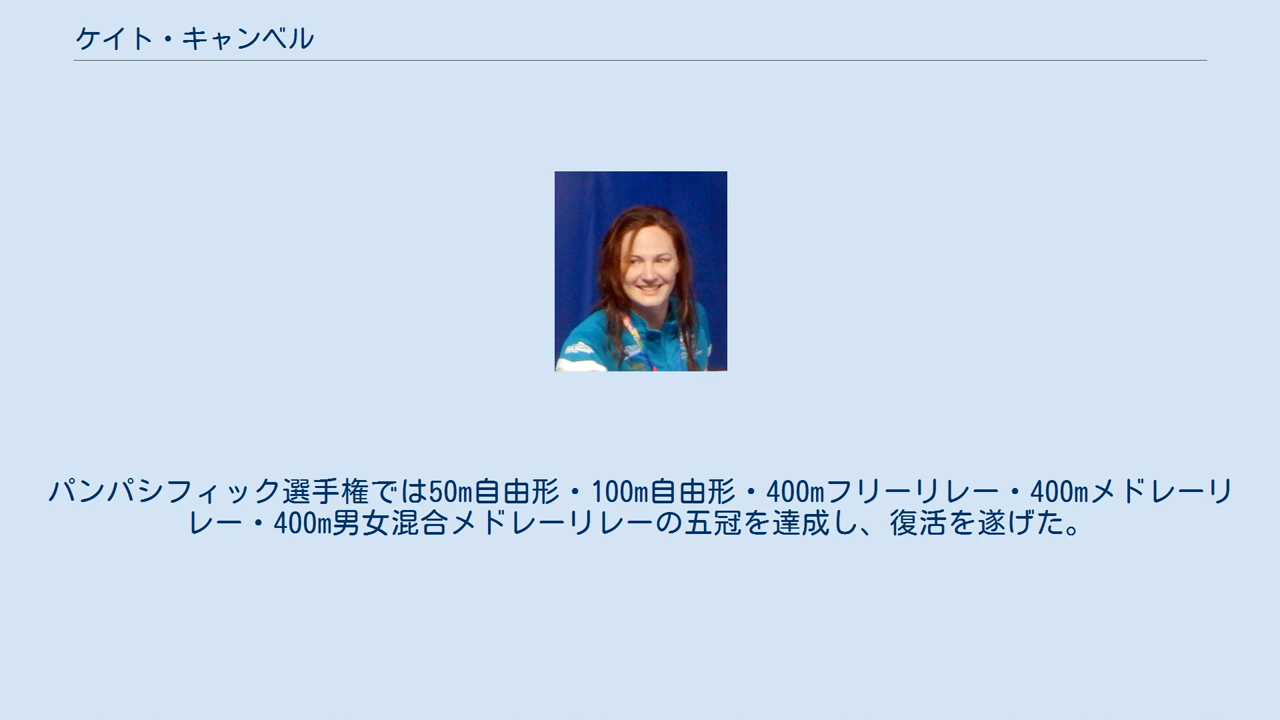 ケイト・キャンベル
パンパシフィック選手権では50m自由形・100m自由形・400mフリーリレー・400mメドレーリ
レー・400m男女混合メドレーリレーの五冠を達成し、復活を遂げた。